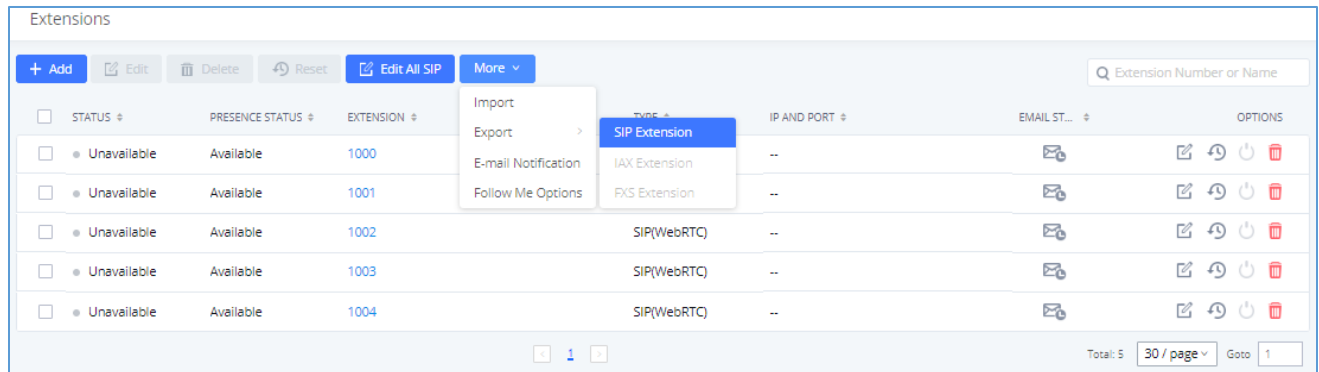 Extensions
+ Add Edit Delete Reset Edit All SIP More Extension Number or Name
Import
STATUS PRESENCE STATUS EXTENSION TYPE IP AND PORT EMAIL ST... OPTIONS
Export > SIP Extension
Unavailable Available 1000 E-mail Notification IAX Extension --
Unavailable Available 1001 Follow Me Options FXS Extension --
Unavailable Available 1002 SIP(WebRTC) --
Unavailable Available 1003 SIP(WebRTC) --
Unavailable Available 1004 SIP(WebRTC) --
< 1 > Total: 5 30 / page Goto 1